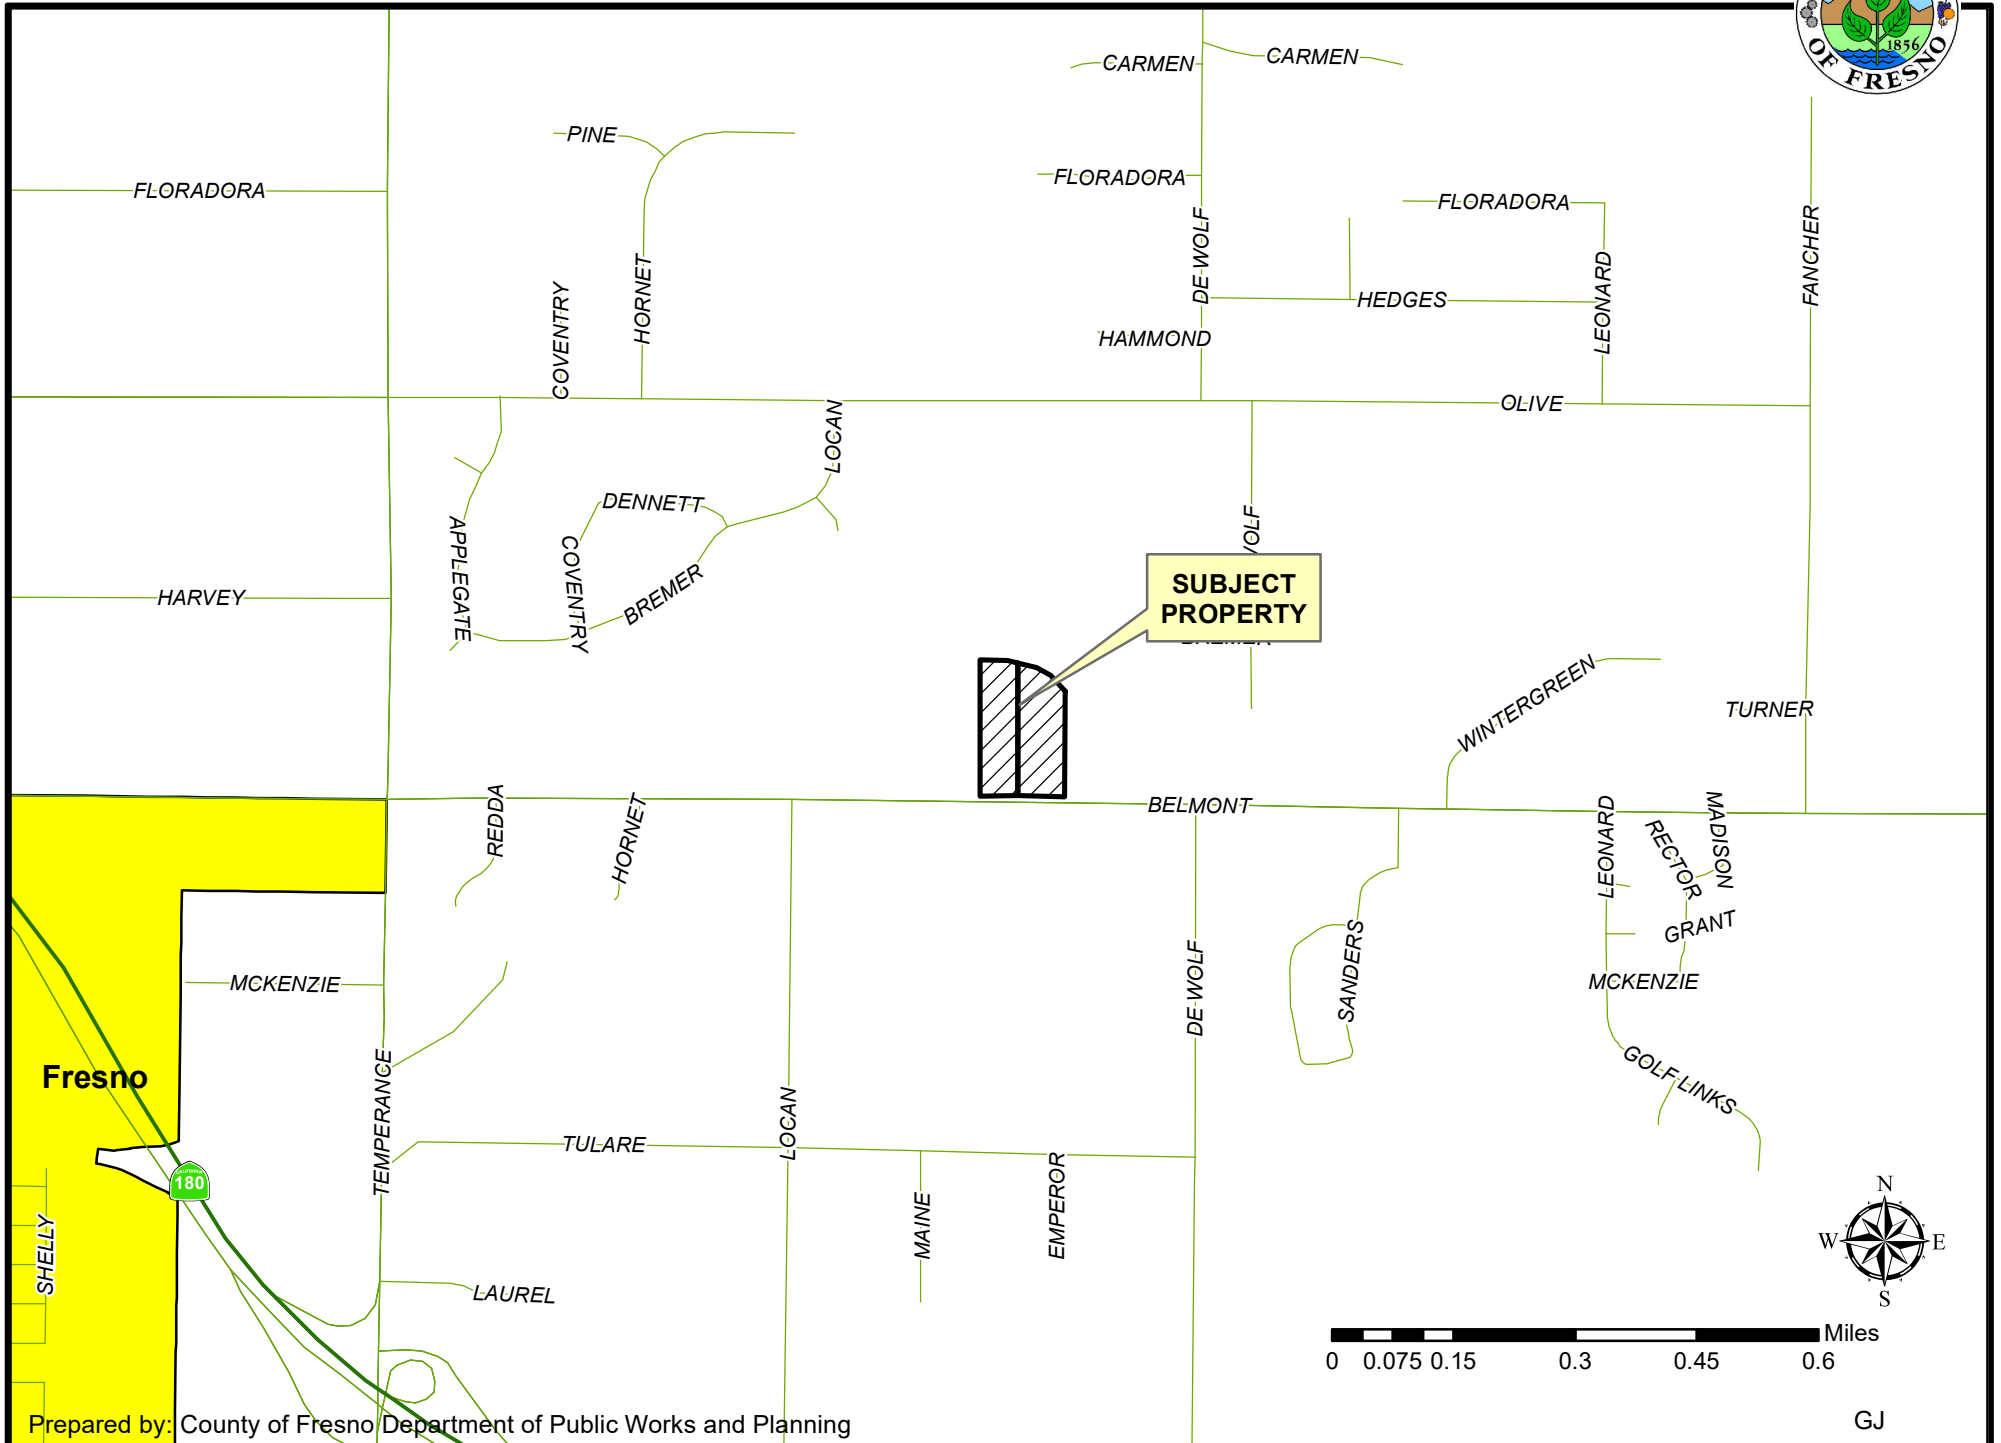 1856
OF FRESNO
CARMEN
CARMEN
PINE
FLORADORA
FLORADORA
FLORADORA
DE WOLF
FANCHER
HORNET
LEONARD
COVENTRY
HEDGES
HAMMOND
OLIVE
LOCAN
DENNETT
APPLEGATE
COVENTRY
BREMER
HARVEY
SUBJECT
PROPERTY
WINTERGREEN
TURNER
BELMONT
REDDA
HORNET
LEONARD
RECTOR
MADISON
GRANT
MCKENZIE
MCKENZIE
SANDERS
DE WOLF
GOLF LINKS
Fresno
TEMPERANCE
LOCAN
TULARE
CALIFORNIA
180
MAINE
EMPEROR
SHELLY
LAUREL
N
W
E
S
Miles
0 0.075 0.15 0.3 0.45 0.6
Prepared by: County of Fresno Department of Public Works and Planning
GJ